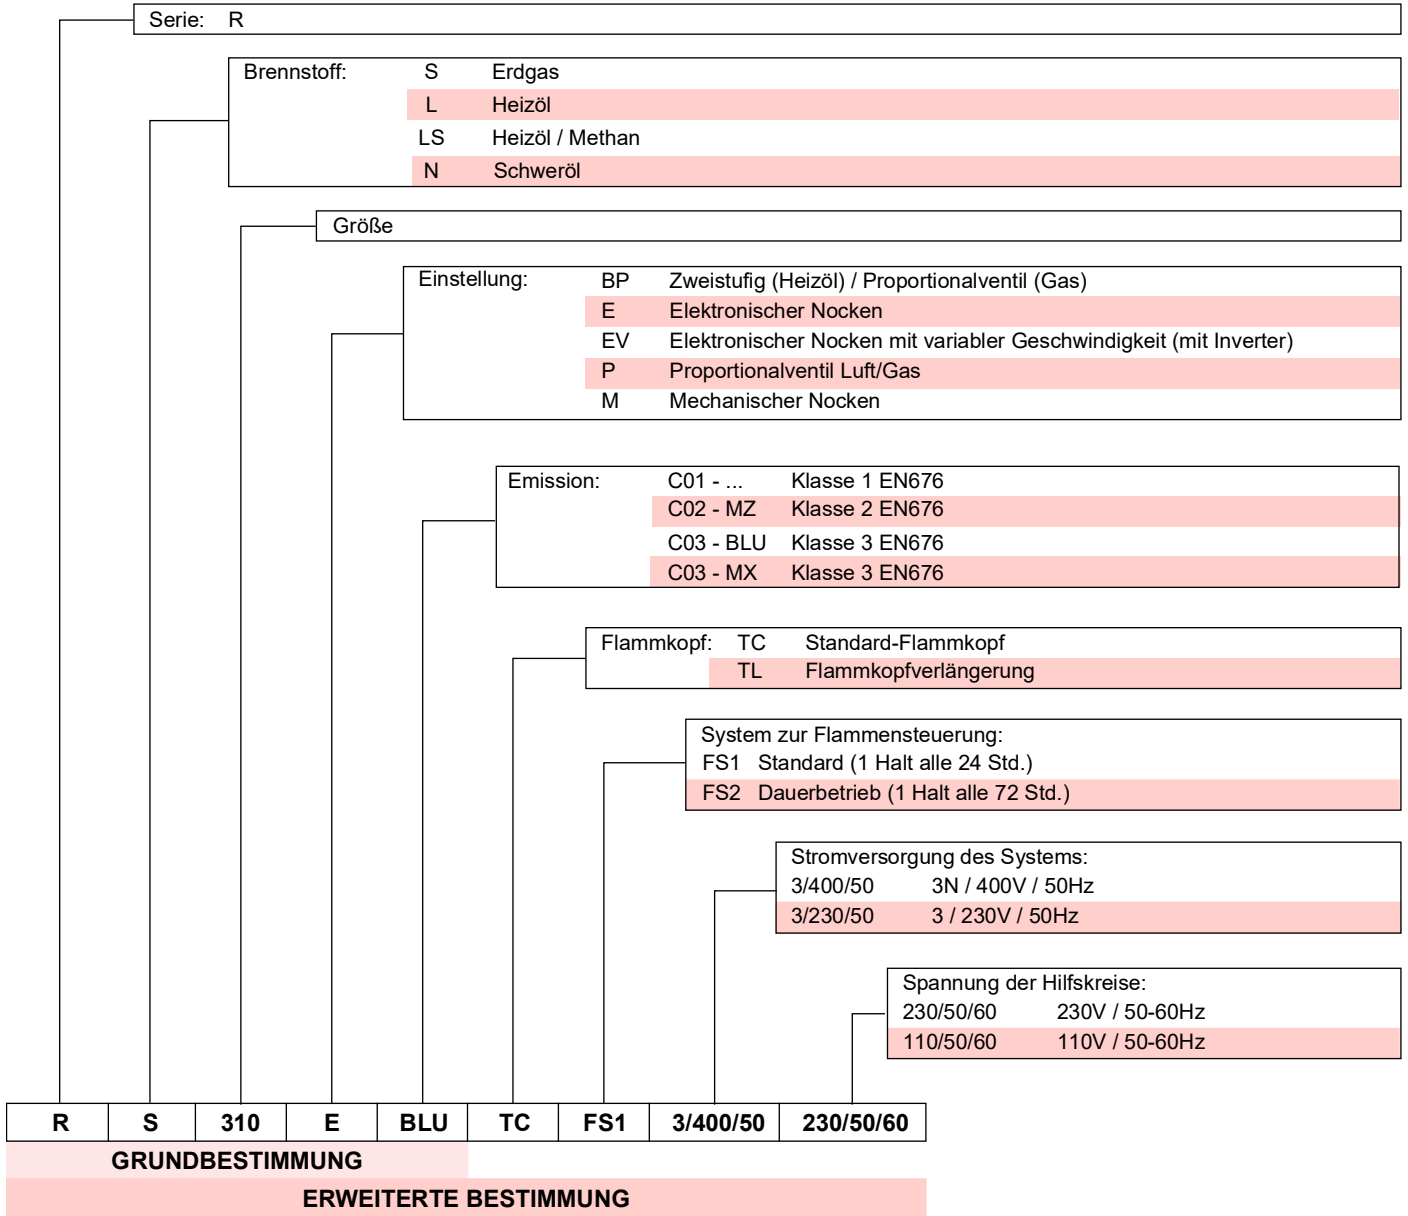 Serie: R
Brennstoff: S Erdgas
L Heizöl
LS Heizöl / Methan
N Schweröl
Größe
Einstellung: BP Zweistufig (Heizöl) / Proportionalventil (Gas)
E Elektronischer Nocken
EV Elektronischer Nocken mit variabler Geschwindigkeit (mit Inverter)
P Proportionalventil Luft/Gas
M Mechanischer Nocken
Emission: C01 - ... Klasse 1 EN676
C02 - MZ Klasse 2 EN676
C03 - BLU Klasse 3 EN676
C03 - MX Klasse 3 EN676
Flammkopf: TC Standard-Flammkopf
TL Flammkopfverlängerung
System zur Flammensteuerung:
FS1 Standard (1 Halt alle 24 Std.)
FS2 Dauerbetrieb (1 Halt alle 72 Std.)
Stromversorgung des Systems:
3/400/50 3N / 400V / 50Hz
3/230/50 3 / 230V / 50Hz
Spannung der Hilfskreise:
230/50/60 230V / 50-60Hz
110/50/60 110V / 50-60Hz
R S 310 E BLU TC FS1 3/400/50 230/50/60
GRUNDBESTIMMUNG
ERWEITERTE BESTIMMUNG